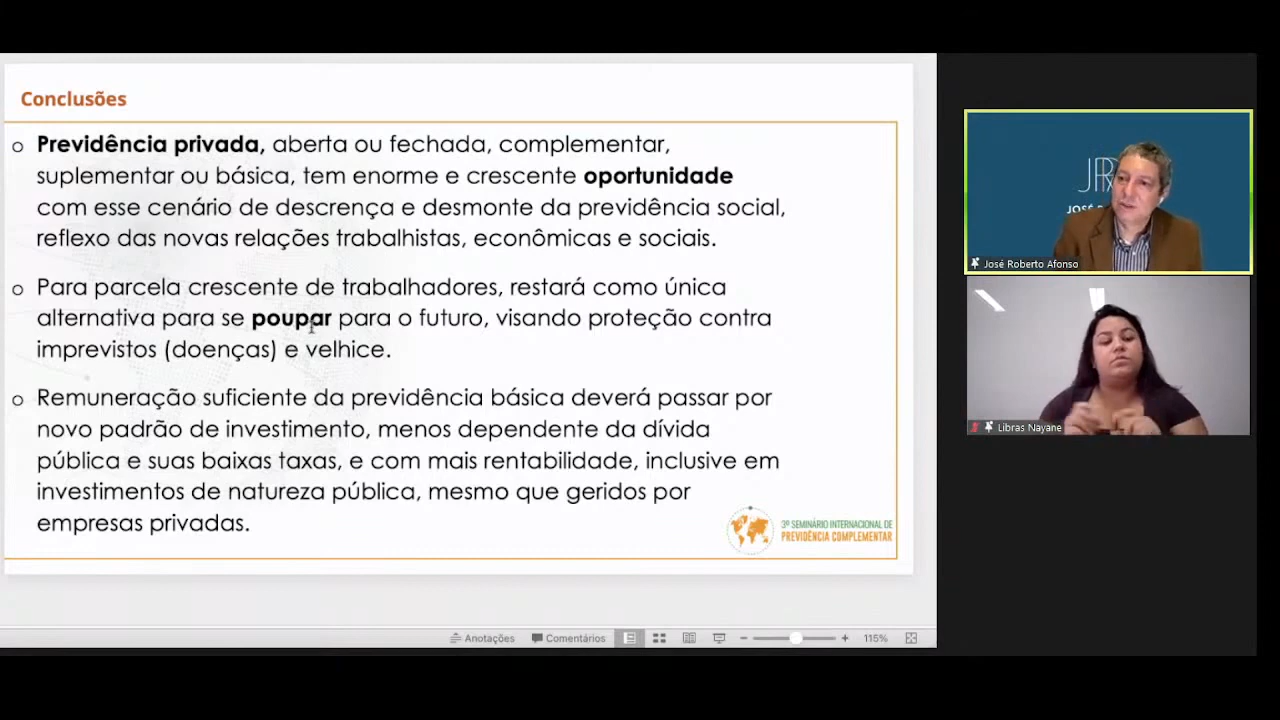 Conclusões
Previdência privada, aberta ou fechada, complementar,
suplementar ou básica, tem enorme e crescente oportunidade
com esse cenário de descrença e desmonte da previdência social,
reflexo das novas relações trabalhistas, econômicas e sociais.
Para parcela crescente de trabalhadores, restará como única
alternativa para se poupar para o futuro, visando proteção contra
imprevistos (doenças) e velhice.
Remuneração suficiente da previdência básica deverá passar por
novo padrão de investimento, menos dependente da dívida
pública e suas baixas taxas, e com mais rentabilidade, inclusive em
investimentos de natureza pública, mesmo que geridos por
empresas privadas.
3º SEMINÁRIO INTERNACIONAL DE
PREVIDÊNCIA COMPLEMENTAR
Anotações
Comentários
115%
JR
JOSÉ
José Roberto Afonso
Libras Nayane